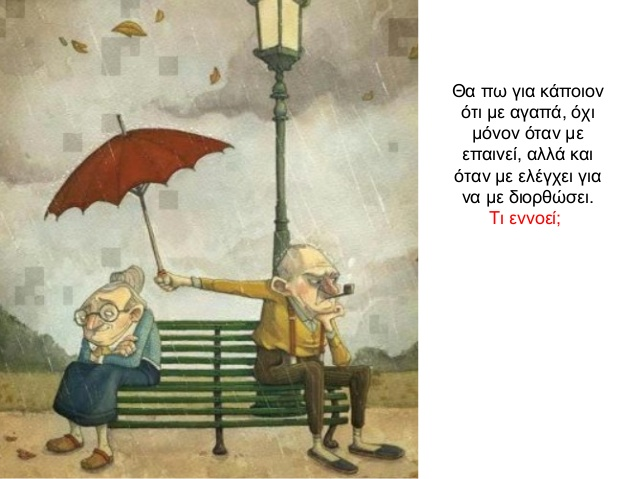 Θα πω για κάποιον
ότι με αγαπά, όχι
μόνον όταν με
επαινεί, αλλά και
όταν με ελέγχει για
να με διορθώσει.
Τι εννοεί;